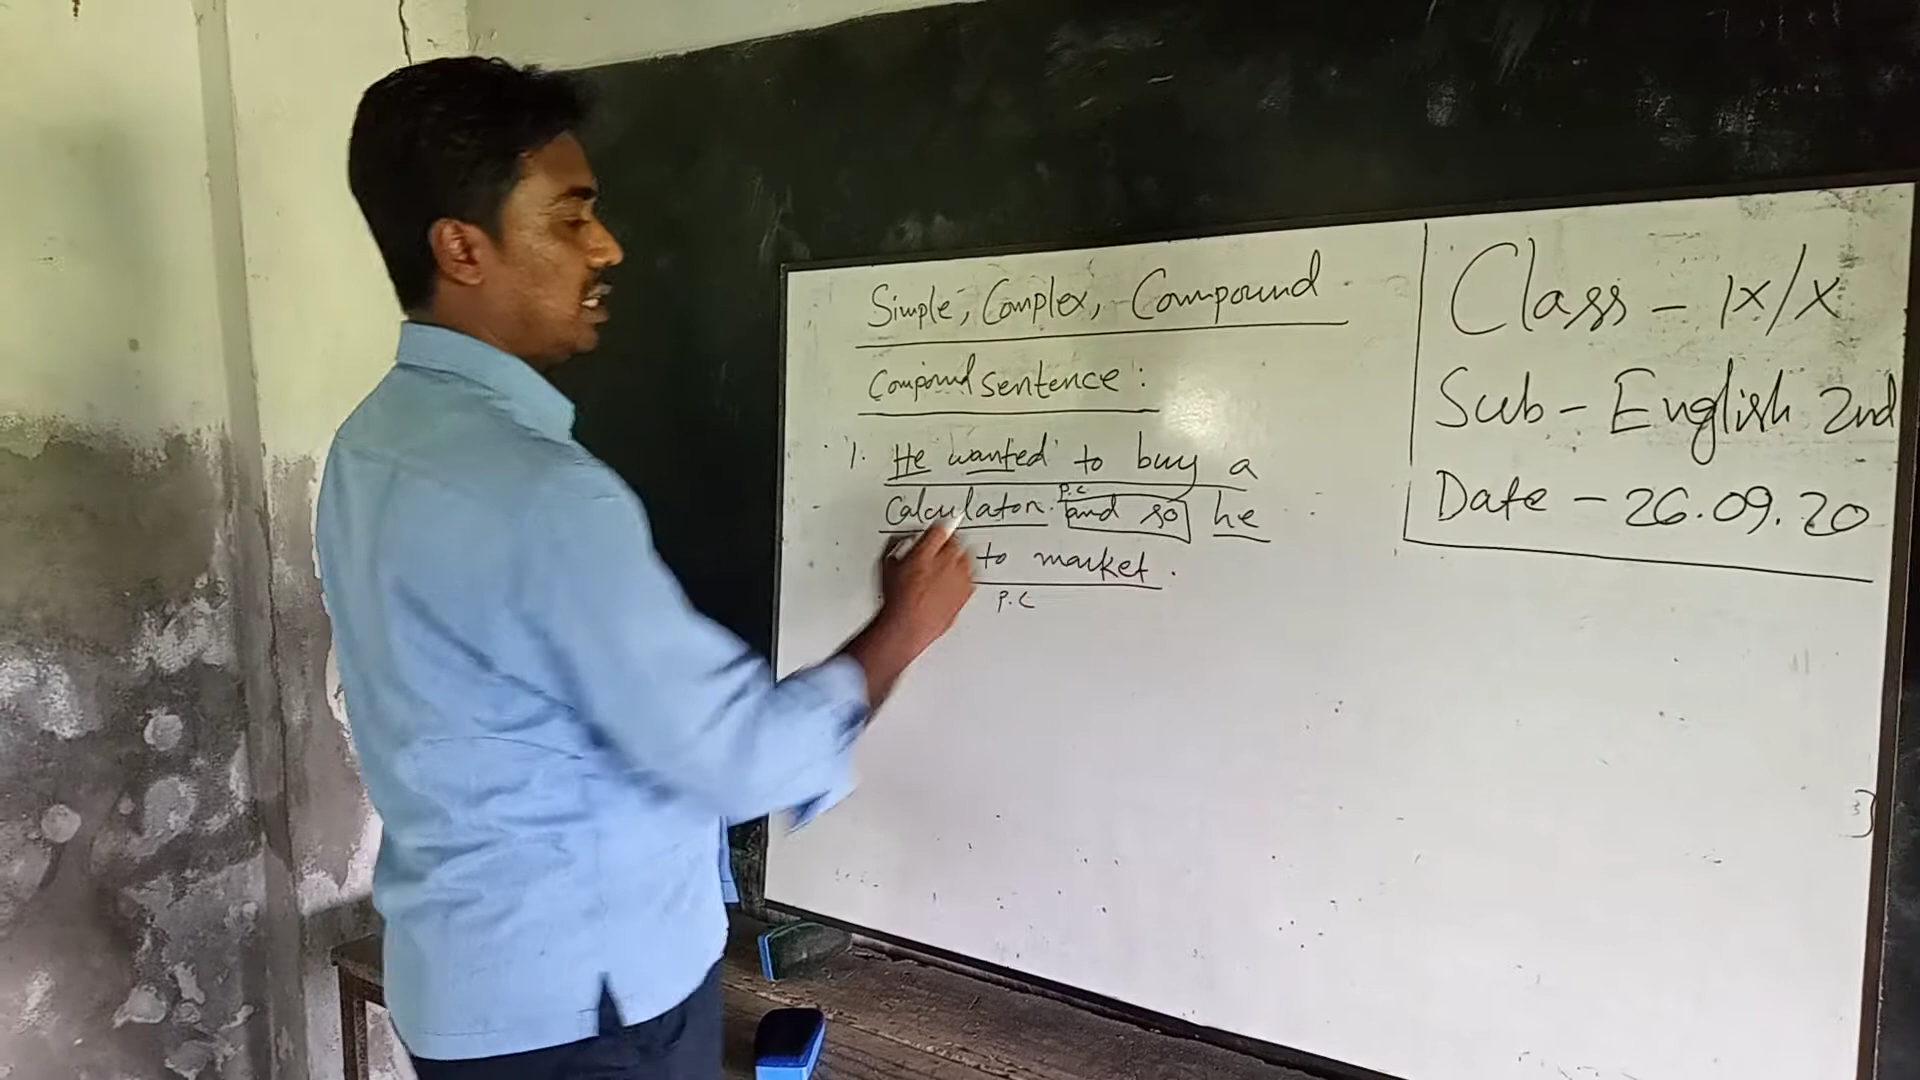 Simple, Complex, Compound
Compound sentence:
1. He wanted to buy a
P.C
Calculator. and so he
to market.
P.C
Class - IX/X
Sub - English 2nd
Date - 26.09.20